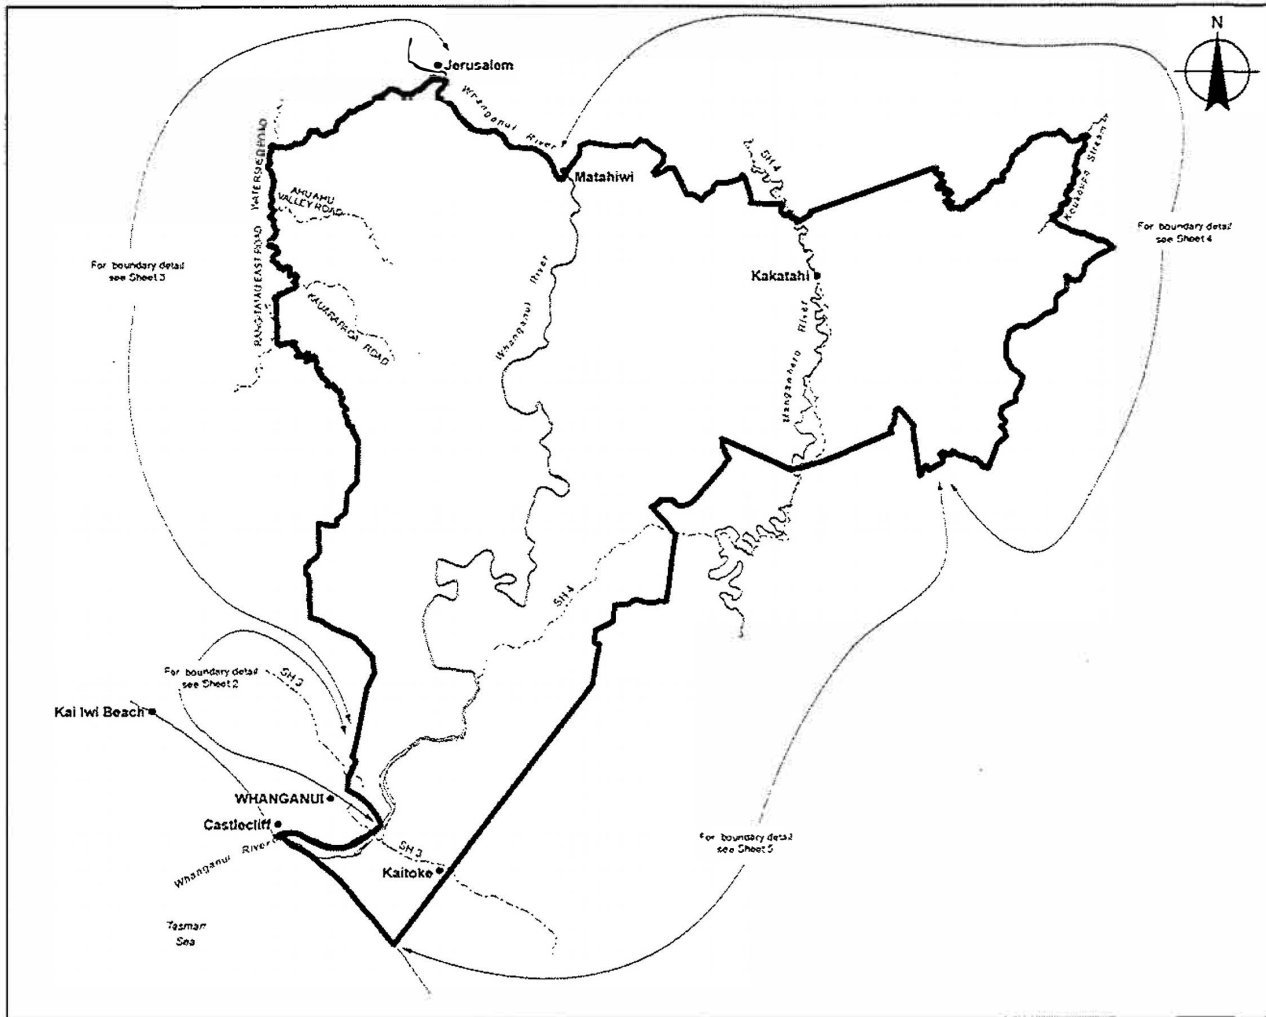 N
Jerusalem
Whanganui River
SH 4
Koukoupo Stream
WATERSHED ROAD
Matahiwi
AHUAHU
VALLEY ROAD
For boundary detail
see Sheet 4
For boundary detail
see Sheet 3
RANGITATAU EAST ROAD
Whanganui River
Kakatahi
KAUARAPAOA ROAD
Mangawhero River
SH 4
For boundary detail
see Sheet 2
SH 3
Kai Iwi Beach
WHANGANUI
Castlecliff
SH 3
For boundary detail
see Sheet 5
Whanganui River
Kaitoke
Tasman
Sea